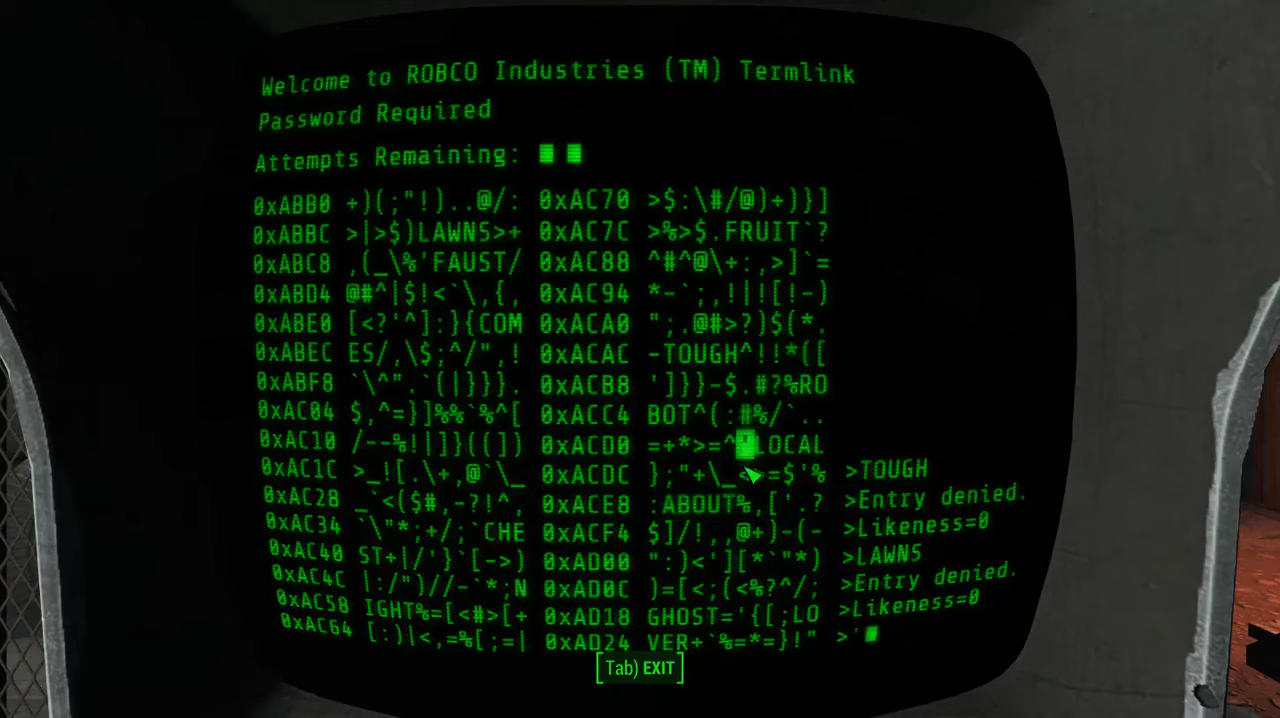 Welcome to ROBCO Industries (TM) Termlink
Password Required
Attempts Remaining:
0xABB0 +)(;"!)..@/: 0xAC70 >$:\#/@)+)}]
0xABBC >|>$)LAWNS>+ 0xAC7C >%>$.FRUIT`?
0xABC8 ,(_\%'FAUST/ 0xAC88 ^#^@\+:,>]`=
0xABD4 @#^|$!<`\,{, 0xAC94 *-`;,!|![!-)
0xABE0 [<?'^]:}{COM 0xACA0 ";.@#>?)$(*.
0xABEC ES/,\$;^/",! 0xACAC -TOUGH^!!*([
0xABF8 `\^".`{|}}}. 0xACB8 ']}}-$.#?%RO
0xAC04 $,^=}]%%`%^[ 0xACC4 BOT^(:#%/`..
0xAC10 /--%!|]}((]) 0xACD0 =+*>=^'LOCAL
0xAC1C >_![.\+,@`\_ 0xACDC };"+\_<>=$'% >TOUGH
0xAC28 _`<($#,-?!^, 0xACE8 :ABOUT%,['.? >Entry denied.
0xAC34 `\"*;+/;`CHE 0xACF4 $]/!,,@+)-(- >Likeness=0
0xAC40 ST+|/'}`[->) 0xAD00 ":)<'][*`"*) >LAWNS
0xAC4C |:/")//-`*;N 0xAD0C )=[<;(<%?^/; >Entry denied.
0xAC58 IGHT%=[<#>[+ 0xAD18 GHOST='{[;LO >Likeness=0
0xAC64 [:)|<,=%[;=| 0xAD24 VER+`%=*=}!" >'
Tab) EXIT